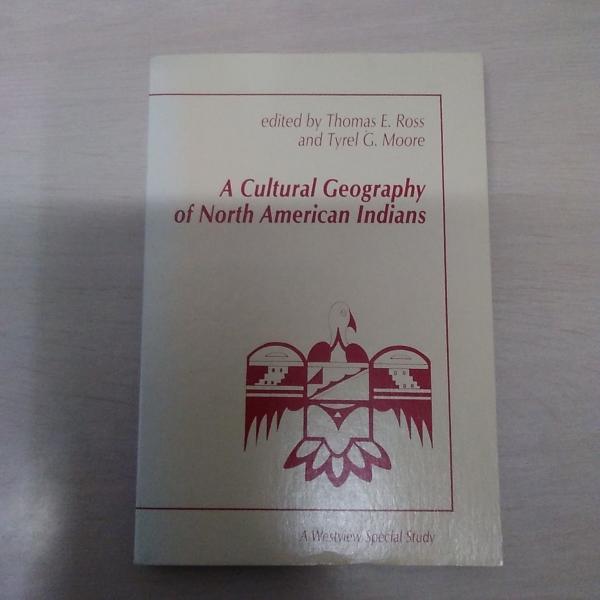 edited by Thomas E. Ross
and Tyrel G. Moore
A Cultural Geography
of North American Indians
A Westview Special Study